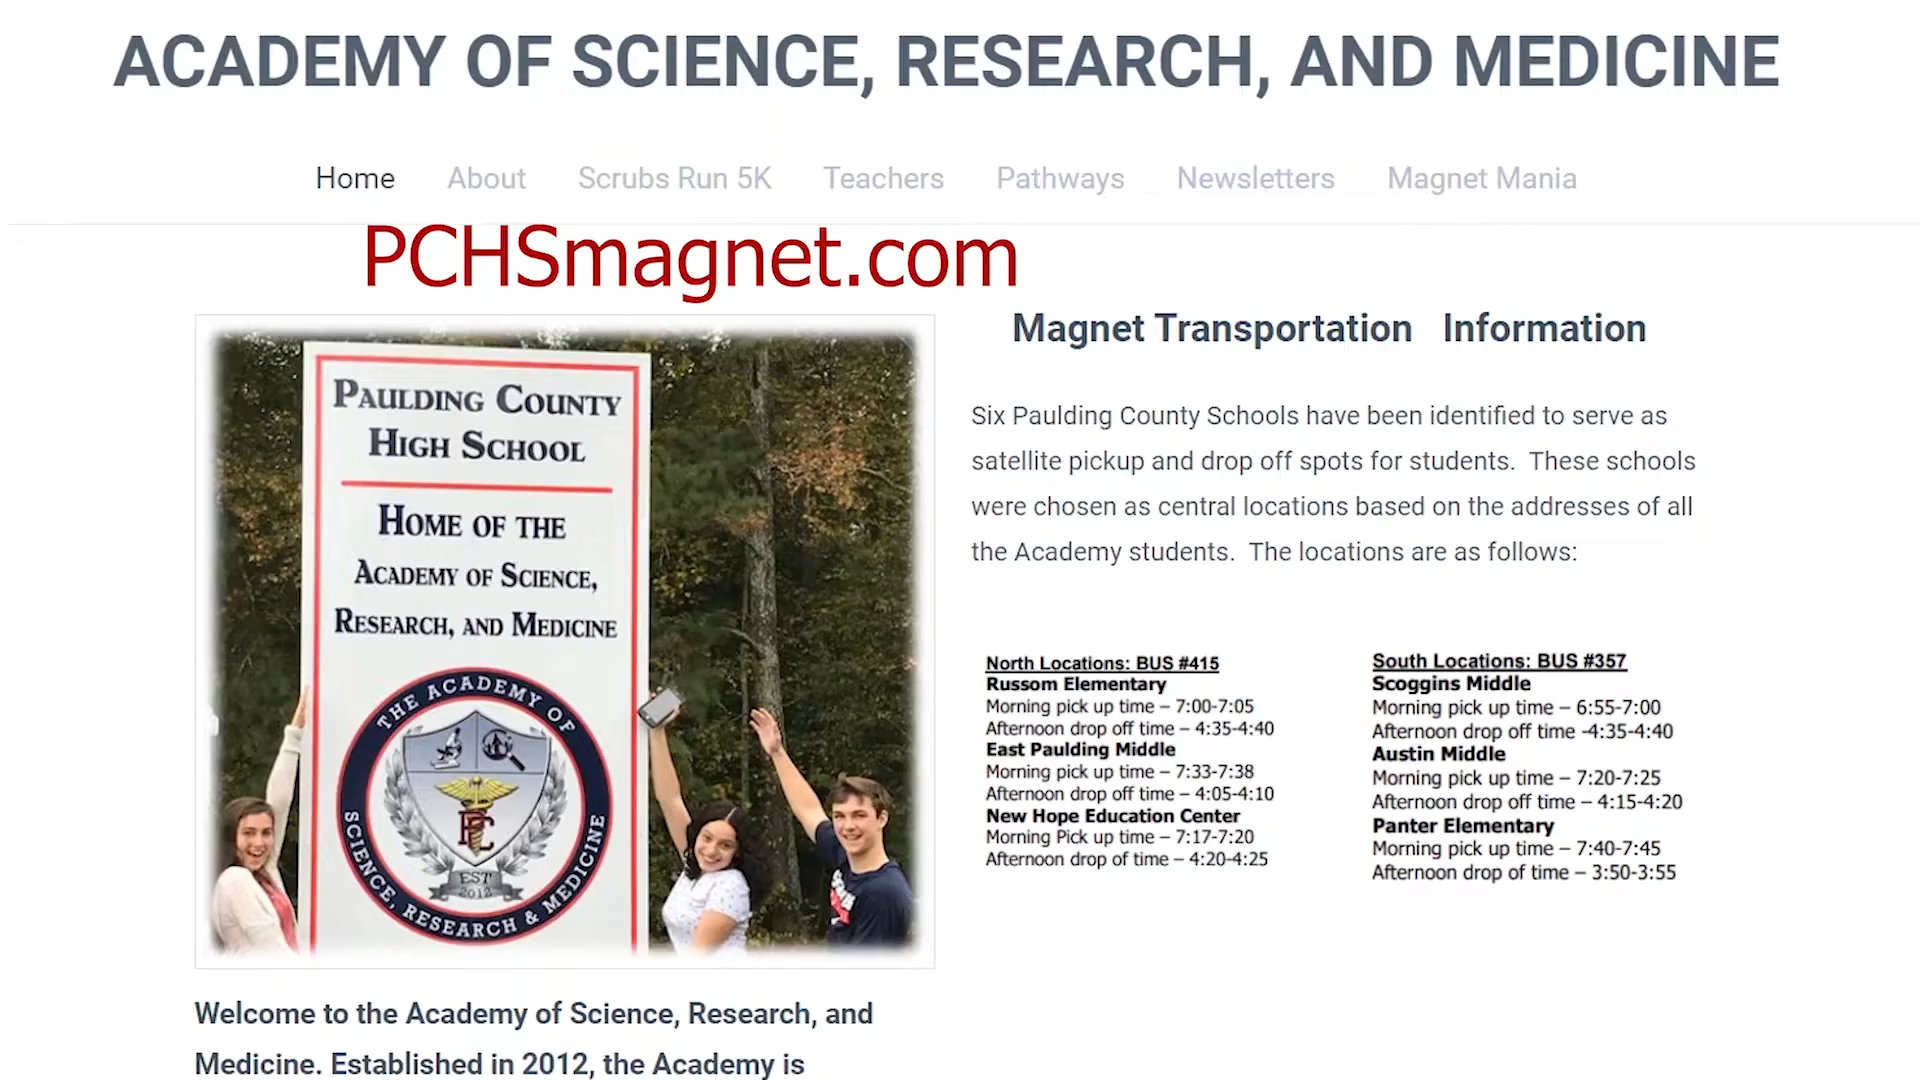 ACADEMY OF SCIENCE, RESEARCH, AND MEDICINE
Home About Scrubs Run 5K Teachers Pathways Newsletters Magnet Mania
PCHSmagnet.com
PAULDING COUNTY
HIGH SCHOOL
HOME OF THE
ACADEMY OF SCIENCE,
RESEARCH, AND MEDICINE
THE ACADEMY OF
SCIENCE, RESEARCH & MEDICINE
PC
EST
2012
Welcome to the Academy of Science, Research, and
Medicine. Established in 2012, the Academy is
Magnet Transportation Information
Six Paulding County Schools have been identified to serve as
satellite pickup and drop off spots for students. These schools
were chosen as central locations based on the addresses of all
the Academy students. The locations are as follows:
North Locations: BUS #415
Russom Elementary
Morning pick up time – 7:00-7:05
Afternoon drop off time – 4:35-4:40
East Paulding Middle
Morning pick up time – 7:33-7:38
Afternoon drop off time – 4:05-4:10
New Hope Education Center
Morning Pick up time – 7:17-7:20
Afternoon drop of time – 4:20-4:25
South Locations: BUS #357
Scoggins Middle
Morning pick up time – 6:55-7:00
Afternoon drop off time -4:35-4:40
Austin Middle
Morning pick up time – 7:20-7:25
Afternoon drop off time – 4:15-4:20
Panter Elementary
Morning pick up time – 7:40-7:45
Afternoon drop of time – 3:50-3:55